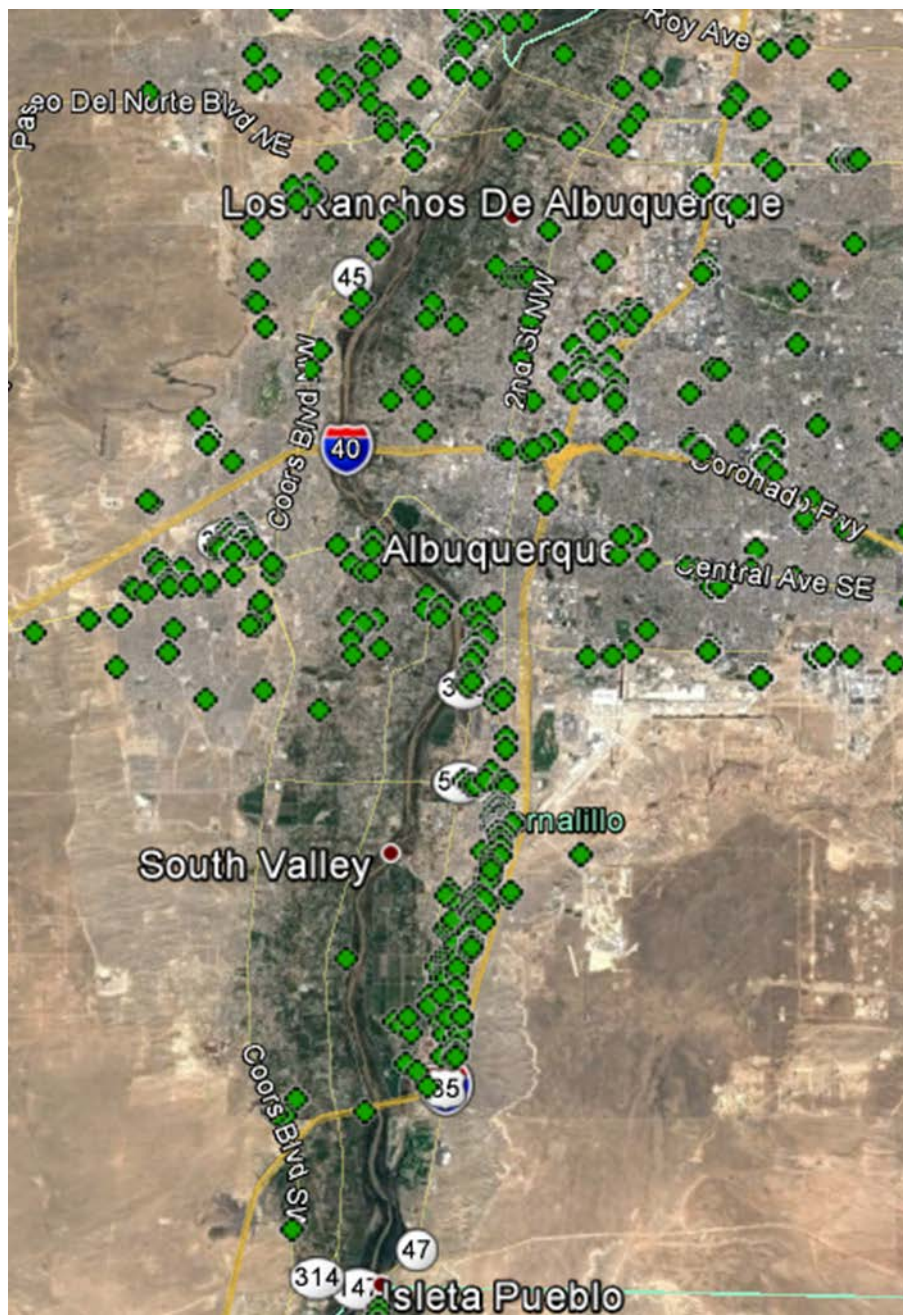 Roy Ave
Paseo Del Norte Blvd NE
Los Ranchos De Albuquerque
45
2nd St NW
Coors Blvd NW
40
Coronado Fwy
Albuquerque
Central Ave SE
South Valley
Coors Blvd SW
47
314
147
Isleta Pueblo